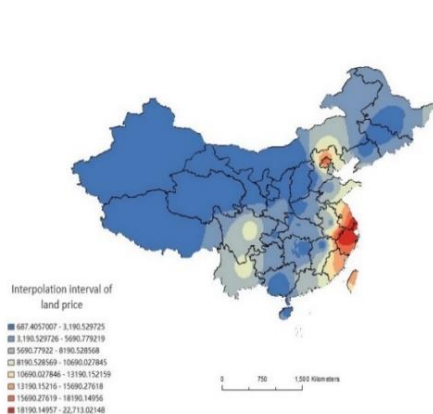 Interpolation interval of
land price
687.4057007 - 3,190.529725
3,190.529726 - 5690.779219
5690.77922 - 8190.528568
8190.528569 - 10690.027845
10690.027846 - 13190.152159
13190.15216 - 15690.27618
15690.27619 - 18190.14956
18190.14957 - 22,713.02148
0 750 1,500 Kilometers